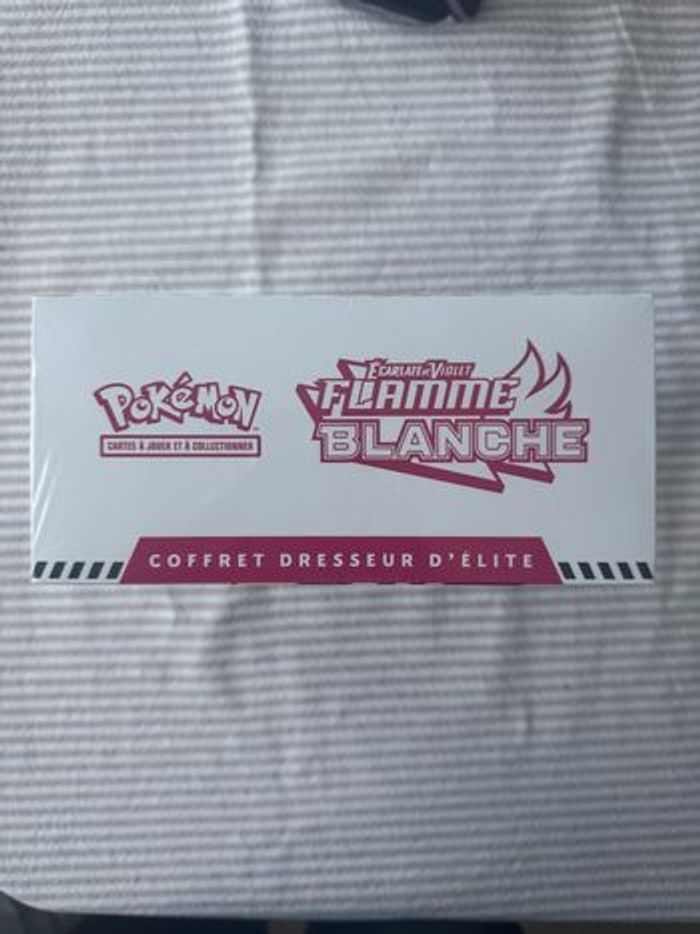 Pokémon
CARTES À JOUER ET À COLLECTIONNER
ÉCARLATE ET VIOLET
FLAMME
BLANCHE
COFFRET DRESSEUR D'ÉLITE